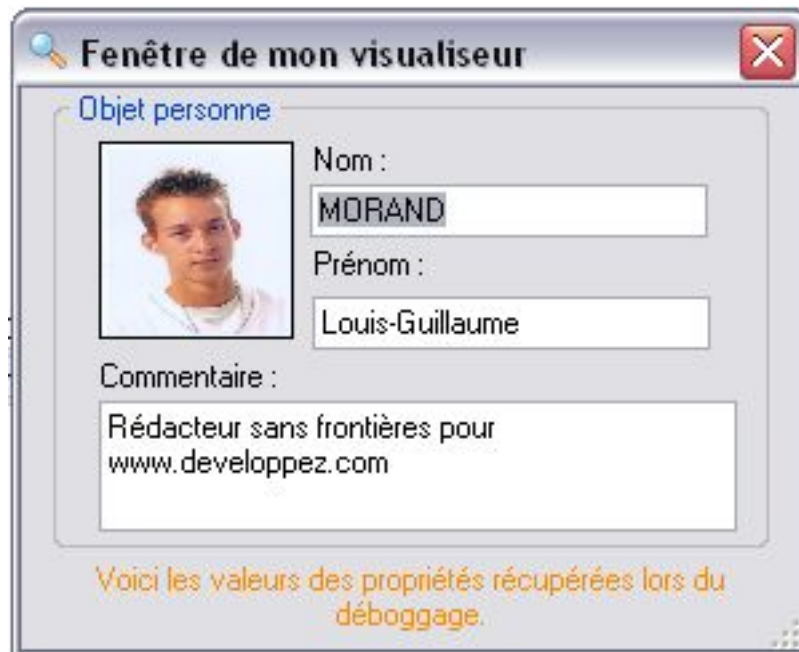 Fenêtre de mon visualiseur
Objet personne
Nom :
MORAND
Prénom :
Louis-Guillaume
Commentaire :
Rédacteur sans frontières pour
www.developpez.com
Voici les valeurs des propriétés récupérées lors du
déboggage.